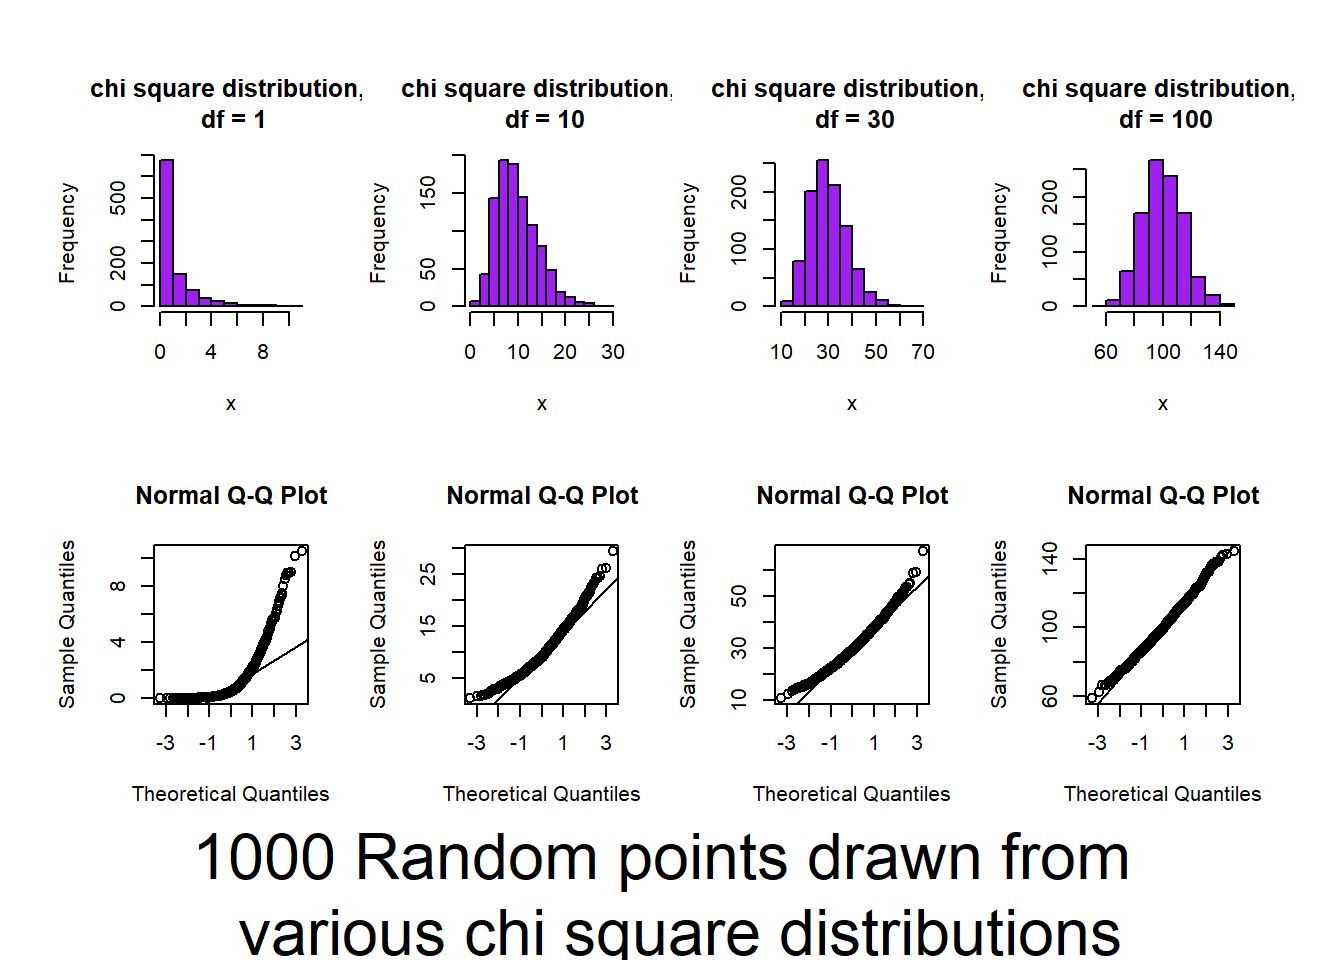 chi square distribution,
df = 1
chi square distribution,
df = 10
chi square distribution,
df = 30
chi square distribution,
df = 100
Frequency
0
200
500
0
4
8
x
Frequency
0
50
150
0
10
20
30
x
Frequency
0
100
200
10
30
50
70
x
Frequency
0
100
200
60
100
140
x
Normal Q-Q Plot
Sample Quantiles
0
4
8
-3
-1
1
3
Theoretical Quantiles
Normal Q-Q Plot
Sample Quantiles
5
15
25
-3
-1
1
3
Theoretical Quantiles
Normal Q-Q Plot
Sample Quantiles
10
30
50
-3
-1
1
3
Theoretical Quantiles
Normal Q-Q Plot
Sample Quantiles
60
100
140
-3
-1
1
3
Theoretical Quantiles
1000 Random points drawn from
various chi square distributions